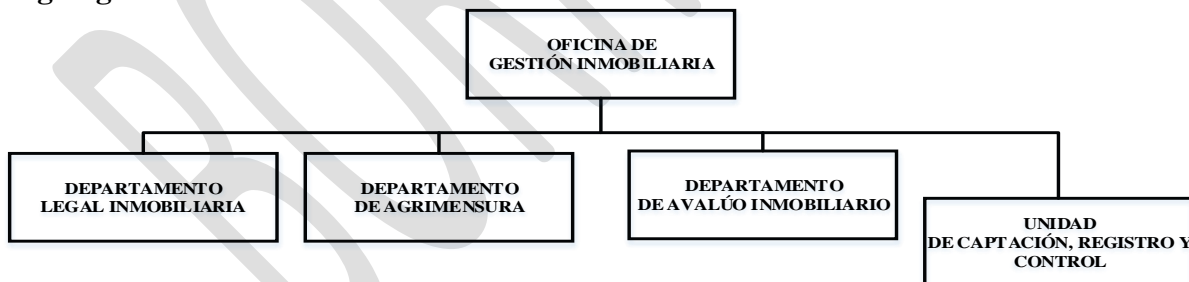 OFICINA DE
GESTIÓN INMOBILIARIA
DEPARTAMENTO
LEGAL INMOBILIARIA
DEPARTAMENTO
DE AGRIMENSURA
DEPARTAMENTO
DE AVALÚO INMOBILIARIO
UNIDAD
DE CAPTACIÓN, REGISTRO Y
CONTROL